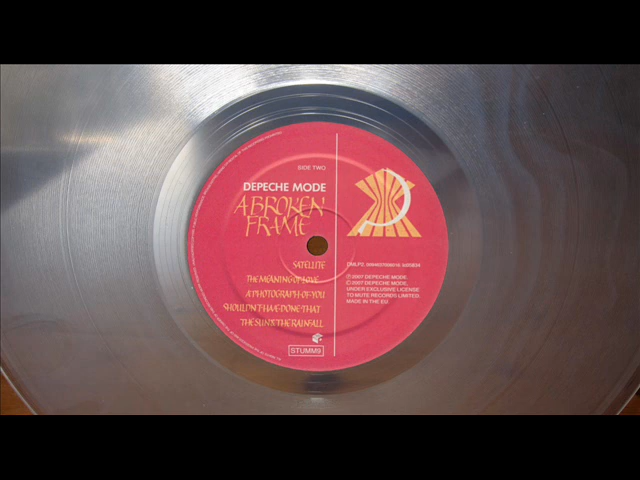 SIDE TWO
DEPECHE MODE
A BROKEN
FRAME
SATELLITE
THE MEANING OF LOVE
A PHOTOGRAPH OF YOU
SHOULDN'T HAVE DONE THAT
THE SUN & THE RAINFALL
STUMM9
DMLP2
℗ 2007 DEPECHE MODE
© 2007 DEPECHE MODE,
UNDER EXCLUSIVE LICENSE
TO MUTE RECORDS LIMITED.
MADE IN THE EU.